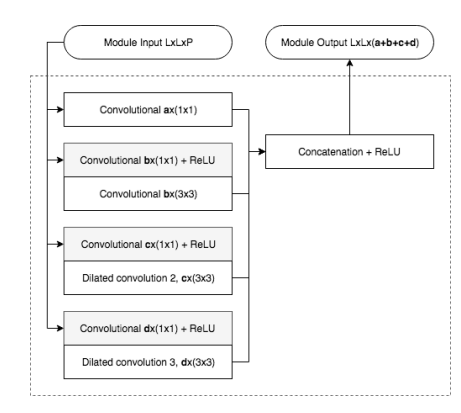 Module Input LxLxP
Module Output LxLx(a+b+c+d)
Convolutional ax(1x1)
Convolutional bx(1x1) + ReLU
Convolutional bx(3x3)
Concatenation + ReLU
Convolutional cx(1x1) + ReLU
Dilated convolution 2, cx(3x3)
Convolutional dx(1x1) + ReLU
Dilated convolution 3, dx(3x3)